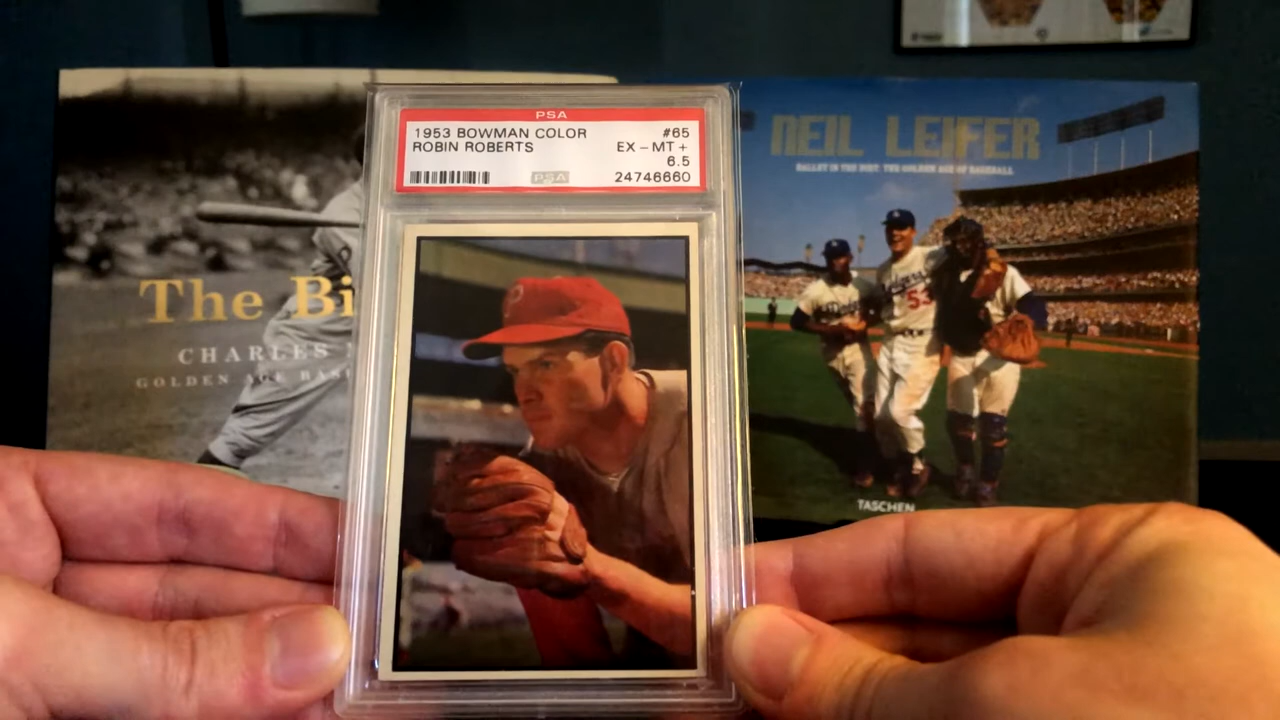 PSA
1953 BOWMAN COLOR #65
ROBIN ROBERTS EX - MT +
6.5
PSA 24746660
The Bi
CHARLES
GOLDEN AGE BAS
NEIL LEIFER
BALLET IN THE DIRT: THE GOLDEN AGE OF BASEBALL
Dodgers
53
TASCHEN
P